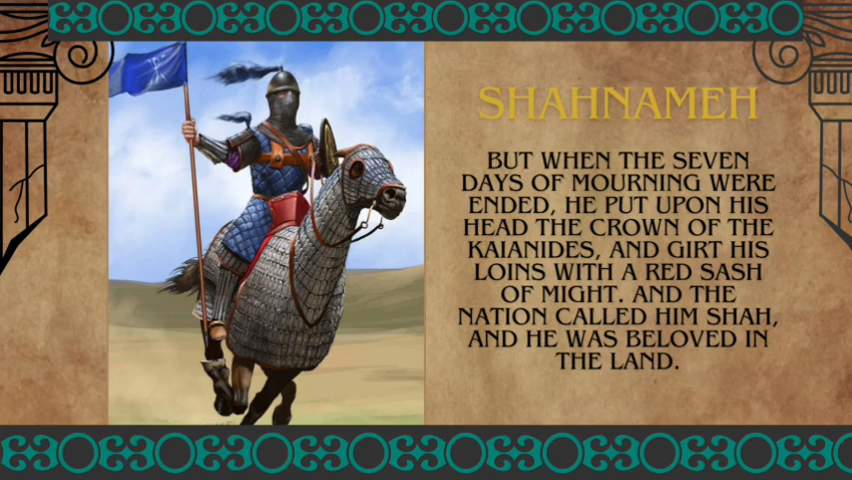 SHAHNAMEH
BUT WHEN THE SEVEN
DAYS OF MOURNING WERE
ENDED, HE PUT UPON HIS
HEAD THE CROWN OF THE
KAIANIDES, AND GIRT HIS
LOINS WITH A RED SASH
OF MIGHT. AND THE
NATION CALLED HIM SHAH,
AND HE WAS BELOVED IN
THE LAND.